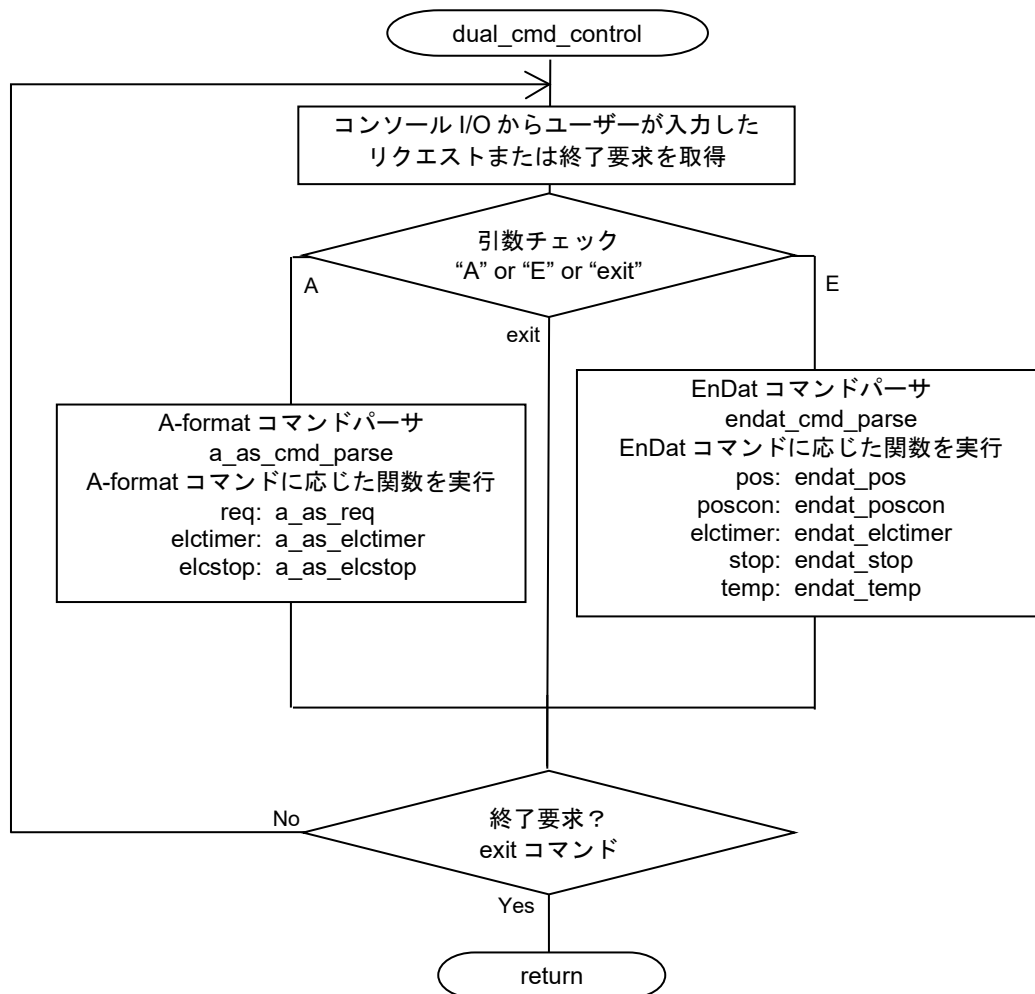 dual_cmd_control
コンソール I/O からユーザーが入力した
リクエストまたは終了要求を取得
引数チェック
“A” or “E” or “exit”
A
E
exit
A-format コマンドパーサ
a_as_cmd_parse
A-format コマンドに応じた関数を実行
req: a_as_req
elctimer: a_as_elctimer
elcstop: a_as_elcstop
EnDat コマンドパーサ
endat_cmd_parse
EnDat コマンドに応じた関数を実行
pos: endat_pos
poscon: endat_poscon
elctimer: endat_elctimer
stop: endat_stop
temp: endat_temp
No
終了要求？
exit コマンド
Yes
return